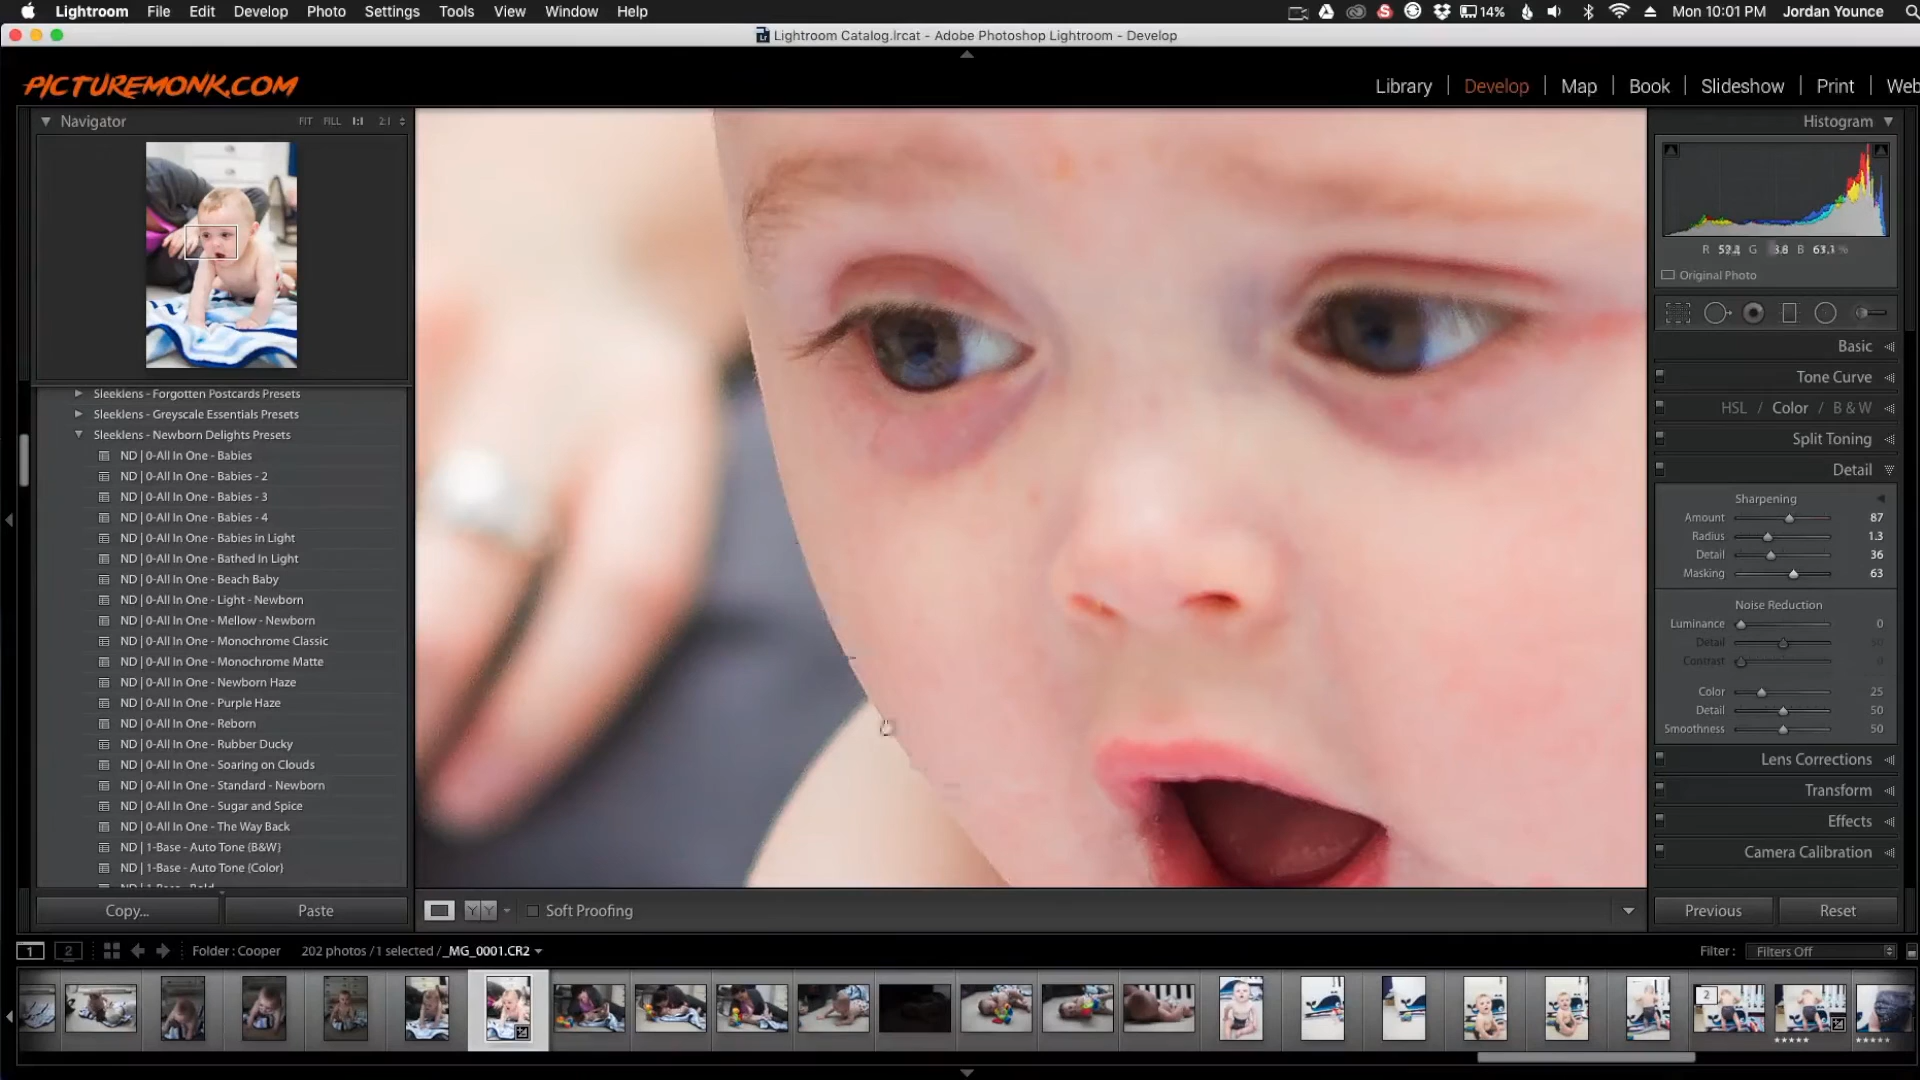 Lightroom File Edit Develop Photo Settings Tools View Window Help 14% Mon 10:01 PM Jordan Younce
Lightroom Catalog.lrcat - Adobe Photoshop Lightroom - Develop
PICTUREMONK.COM
Library Develop Map Book Slideshow Print Web
Navigator FIT FILL 1:1 2:1
Histogram
R G B %
Original Photo
Basic
Tone Curve
HSL / Color / B & W
Split Toning
Detail
Sharpening
Amount 87
Radius 1.3
Detail 36
Masking 63
Noise Reduction
Luminance 0
Detail 50
Contrast 0
Color 25
Detail 50
Smoothness 50
Lens Corrections
Transform
Effects
Camera Calibration
Sleeklens - Forgotten Postcards Presets
Sleeklens - Greyscale Essentials Presets
Sleeklens - Newborn Delights Presets
ND | 0-All In One - Babies
ND | 0-All In One - Babies - 2
ND | 0-All In One - Babies - 3
ND | 0-All In One - Babies - 4
ND | 0-All In One - Babies in Light
ND | 0-All In One - Bathed In Light
ND | 0-All In One - Beach Baby
ND | 0-All In One - Light - Newborn
ND | 0-All In One - Mellow - Newborn
ND | 0-All In One - Monochrome Classic
ND | 0-All In One - Monochrome Matte
ND | 0-All In One - Newborn Haze
ND | 0-All In One - Purple Haze
ND | 0-All In One - Reborn
ND | 0-All In One - Rubber Ducky
ND | 0-All In One - Soaring on Clouds
ND | 0-All In One - Standard - Newborn
ND | 0-All In One - Sugar and Spice
ND | 0-All In One - The Way Back
ND | 1-Base - Auto Tone {B&W}
ND | 1-Base - Auto Tone {Color}
Copy... Paste
YY Soft Proofing
Previous Reset
1 2 Folder : Cooper 202 photos / 1 selected / _MG_0001.CR2 Filter : Filters Off
2